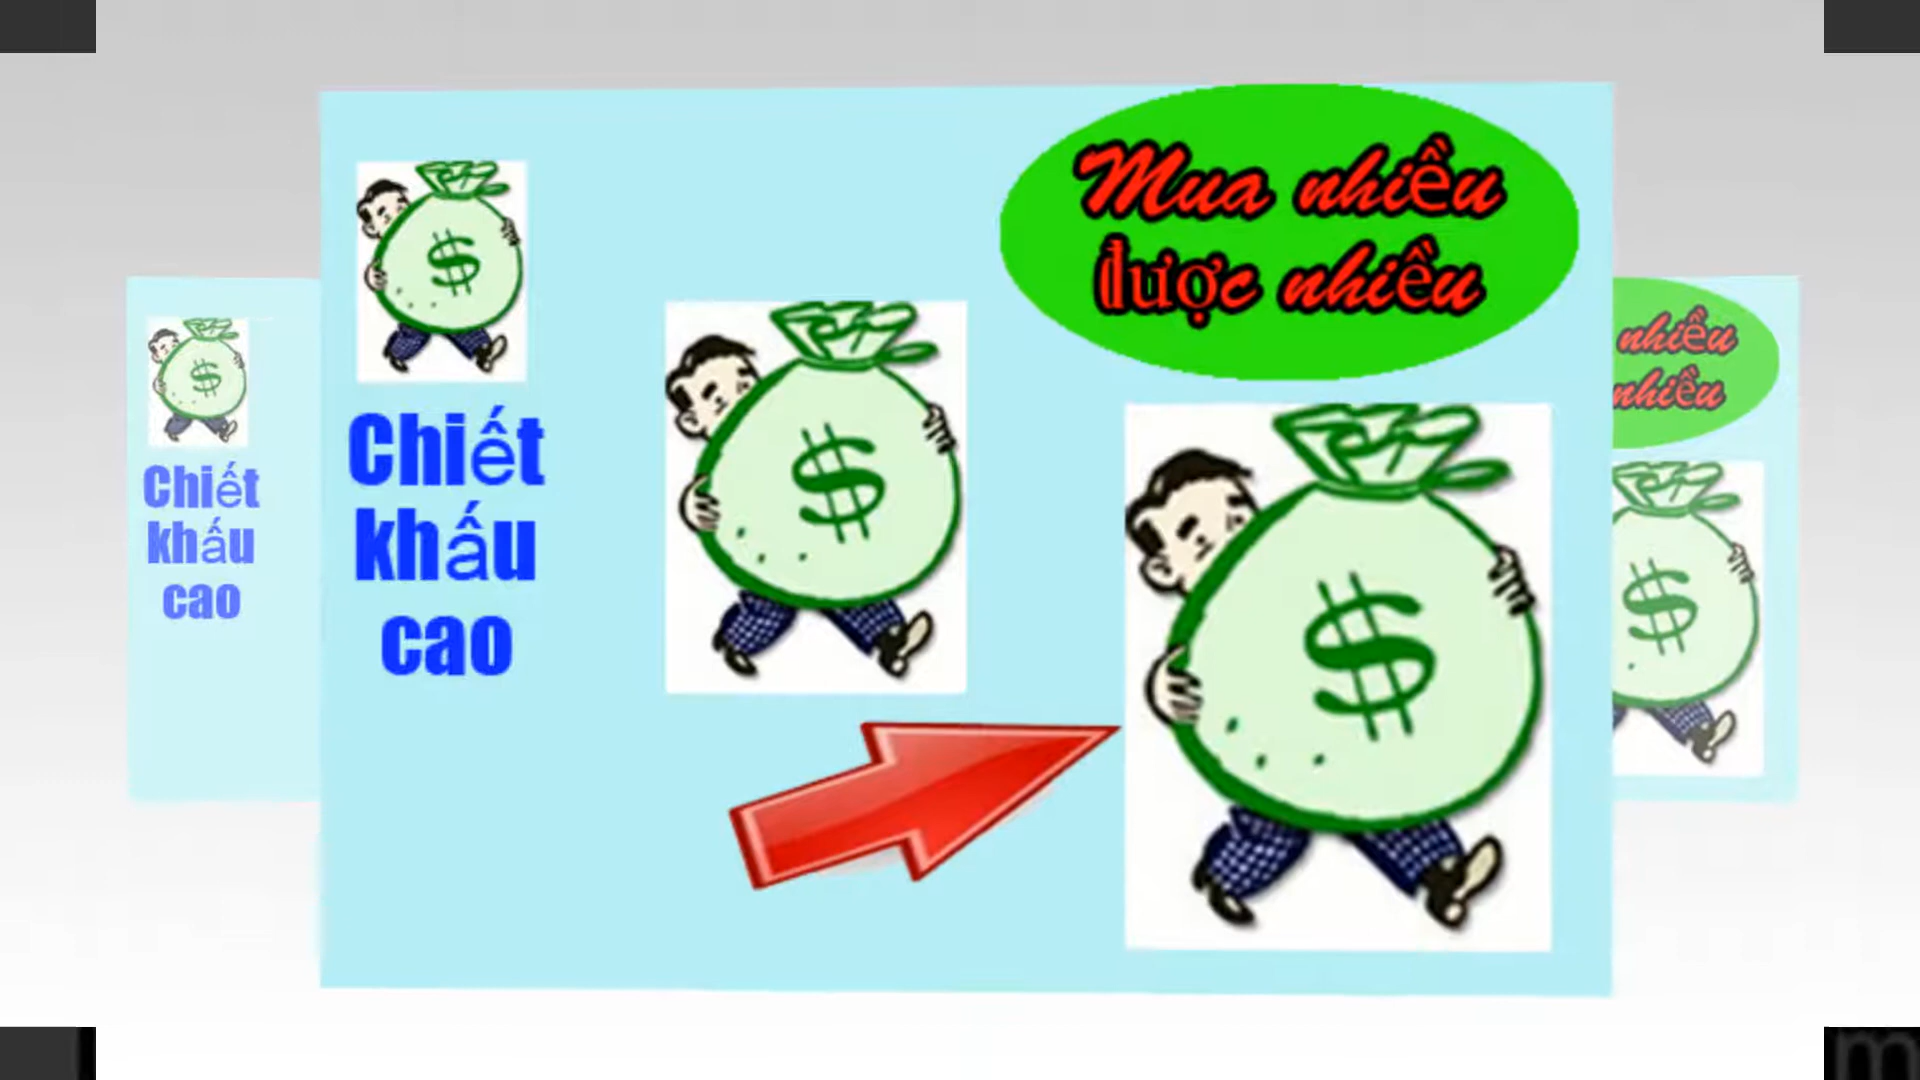 Mua nhiều
được nhiều
Chiết
khấu
cao
$
$
$
Chiết
khấu
cao
$
nhiều
nhiều
$
m